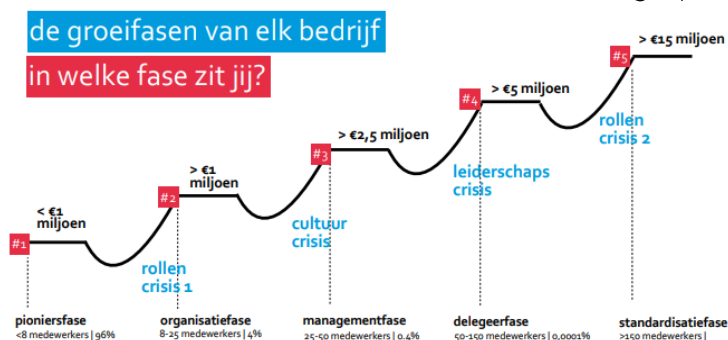 de groeifasen van elk bedrijf
in welke fase zit jij?
#1
< €1
miljoen
rollen
crisis 1
#2
> €1
miljoen
cultuur
crisis
#3
> €2,5 miljoen
leiderschaps
crisis
#4
> €5 miljoen
rollen
crisis 2
#5
> €15 miljoen
pioniersfase
<8 medewerkers | 96%
organisatiefase
8-25 medewerkers | 4%
managementfase
25-50 medewerkers | 0,4%
delegeerfase
50-150 medewerkers | 0,0001%
standardisatiefase
>150 medewerkers |